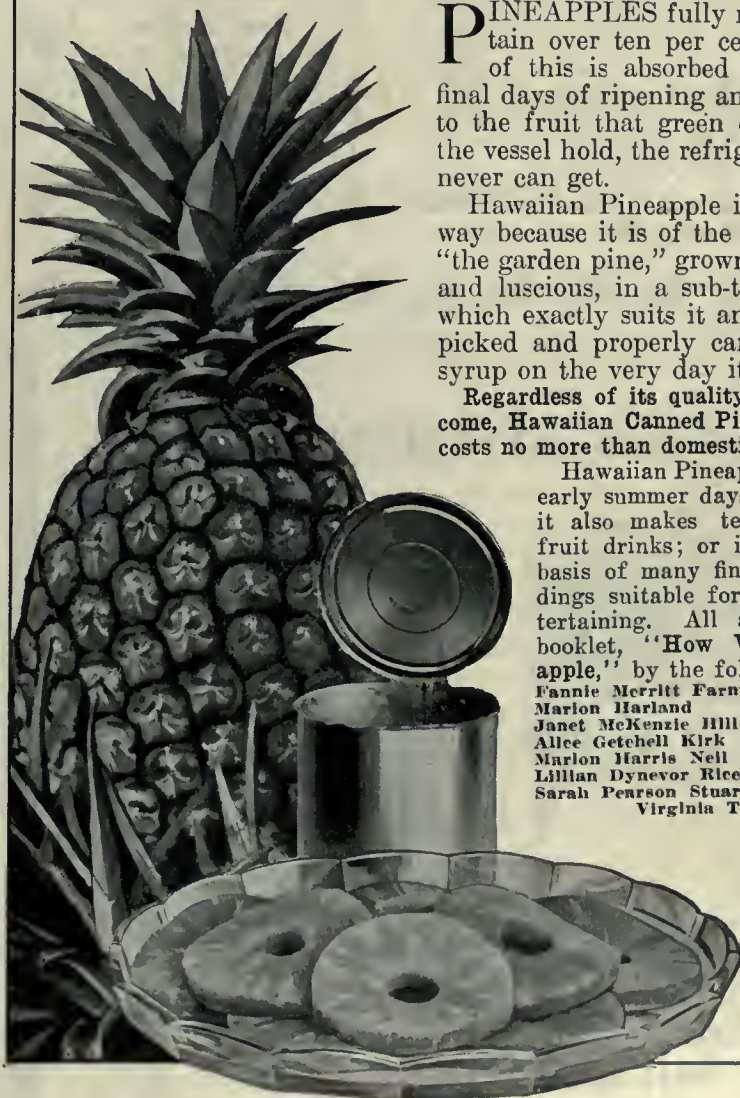 PINEAPPLES fully r
tain over ten per ce
of this is absorbed
final days of ripening an
to the fruit that green
the vessel hold, the refrig
never can get.
Hawaiian Pineapple i
way because it is of the
"the garden pine," grown
and luscious, in a sub-t
which exactly suits it an
picked and properly can
syrup on the very day it
Regardless of its quality
come, Hawaiian Canned Pi
costs no more than domesti
Hawaiian Pineap
early summer days
it also makes te
fruit drinks; or i
basis of many fin
dings suitable for
tertaining. All a
booklet, "How W
apple," by the fol
Fannie Merritt Farm
Marion Harland
Janet McKenzie Hill
Alice Getchell Kirk
Marion Harris Neil
Lillian Dynevor Rice
Sarah Pearson Stuar
Virginia T